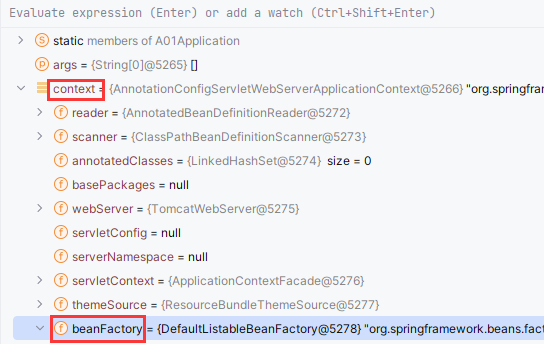 Evaluate expression (Enter) or add a watch (Ctrl+Shift+Enter)
S static members of A01Application
P args = {String[0]@5265} []
context = {AnnotationConfigServletWebServerApplicationContext@5266} "org.springfram
f reader = {AnnotatedBeanDefinitionReader@5272}
f scanner = {ClassPathBeanDefinitionScanner@5273}
f annotatedClasses = {LinkedHashSet@5274} size = 0
f basePackages = null
f webServer = {TomcatWebServer@5275}
f servletConfig = null
f serverNamespace = null
f servletContext = {ApplicationContextFacade@5276}
f themeSource = {ResourceBundleThemeSource@5277}
f beanFactory = {DefaultListableBeanFactory@5278} "org.springframework.beans.fact